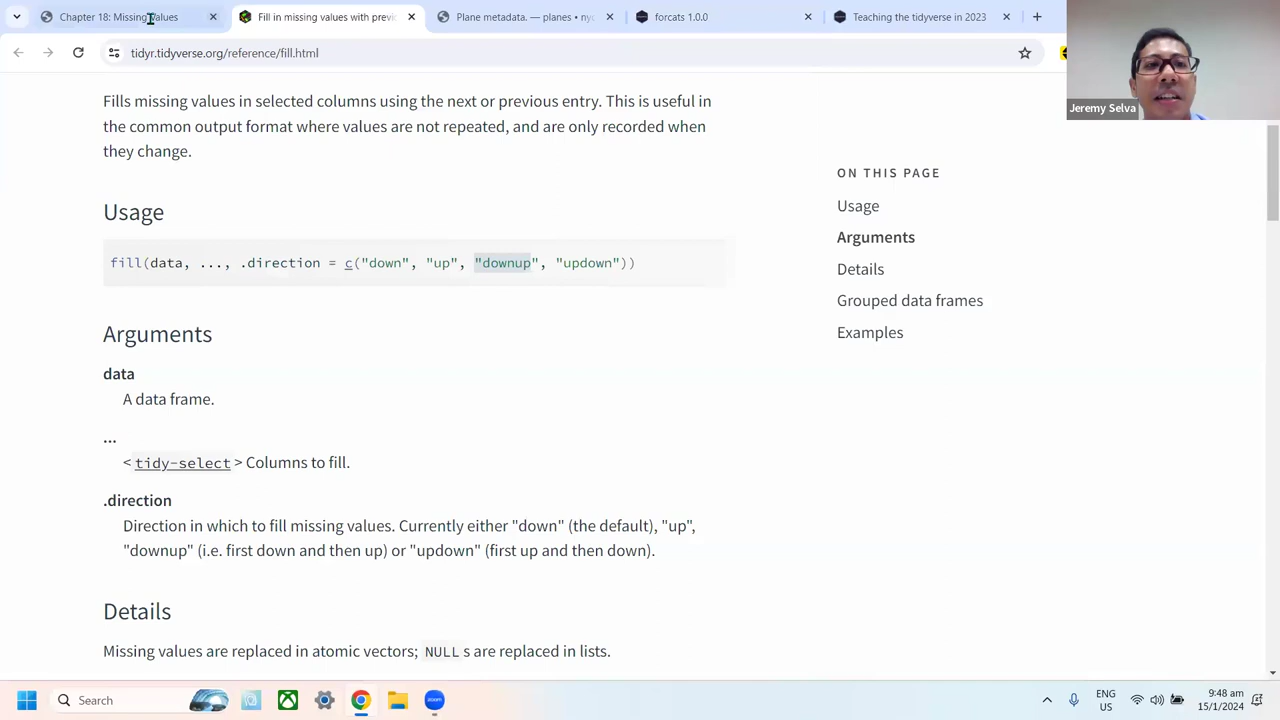 Chapter 18: Missing Values
Fill in missing values with previ
Plane metadata. — planes • nyc
forcats 1.0.0
Teaching the tidyverse in 2023
tidyr.tidyverse.org/reference/fill.html
Jeremy Selva
Fills missing values in selected columns using the next or previous entry. This is useful in
the common output format where values are not repeated, and are only recorded when
they change.
ON THIS PAGE
Usage
Arguments
Details
Grouped data frames
Examples
Usage
fill(data, ..., .direction = c("down", "up", "downup", "updown"))
Arguments
data
A data frame.
...
<tidy-select> Columns to fill.
.direction
Direction in which to fill missing values. Currently either "down" (the default), "up",
"downup" (i.e. first down and then up) or "updown" (first up and then down).
Details
Missing values are replaced in atomic vectors; NULL s are replaced in lists.
Search
zoom
ENG
US
9:48 am
15/1/2024